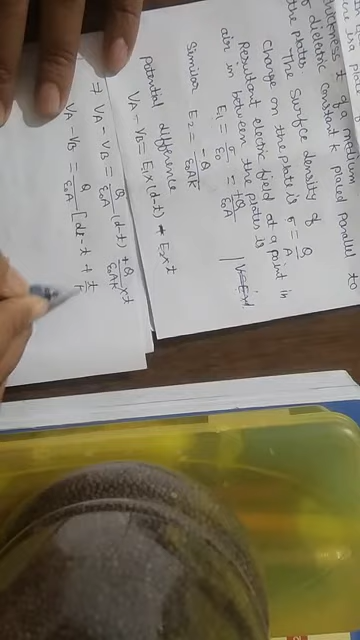 thickness t of a medium
of dielectric constant k placed parallel to
the plates. The surface density of
change on the plate is σ = Q/A
Resultant electric field at a point in
air in between the plates is
E1 = σ/ε0 = +Q/ε0A
Similar E2 = -Q/ε0AK
Potential difference
VA - VB = E1 x (d-t) + E2 x t
⇒ VA - VB = Q/ε0A (d-t) + Q/ε0AK x t
VA - VB = Q/ε0A [d - t + t/